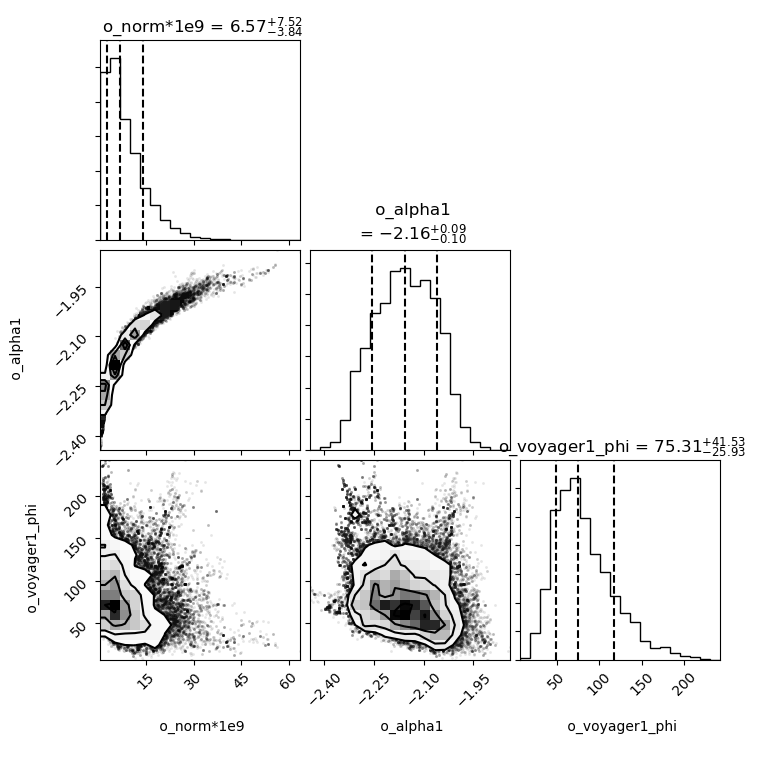 o_norm*1e9 = 6.57+7.52−3.84
o_alpha1
= −2.16+0.09−0.10
−1.95
−2.10
−2.25
−2.40
o_alpha1
o_voyager1_phi = 75.31+41.53−25.93
200
150
100
50
o_voyager1_phi
15 30 45 60
−2.40 −2.25 −2.10 −1.95
50 100 150 200
o_norm*1e9
o_alpha1
o_voyager1_phi